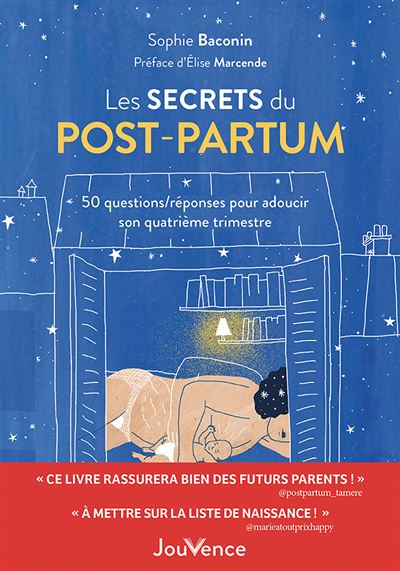 Sophie Baconin
Préface d'Élise Marcende
Les SECRETS du
POST-PARTUM
50 questions/réponses pour adoucir
son quatrième trimestre
« CE LIVRE RASSURERA BIEN DES FUTURS PARENTS ! »
@postpartum_tamere
« À METTRE SUR LA LISTE DE NAISSANCE ! »
@marieatoutprixhappy
JouVence